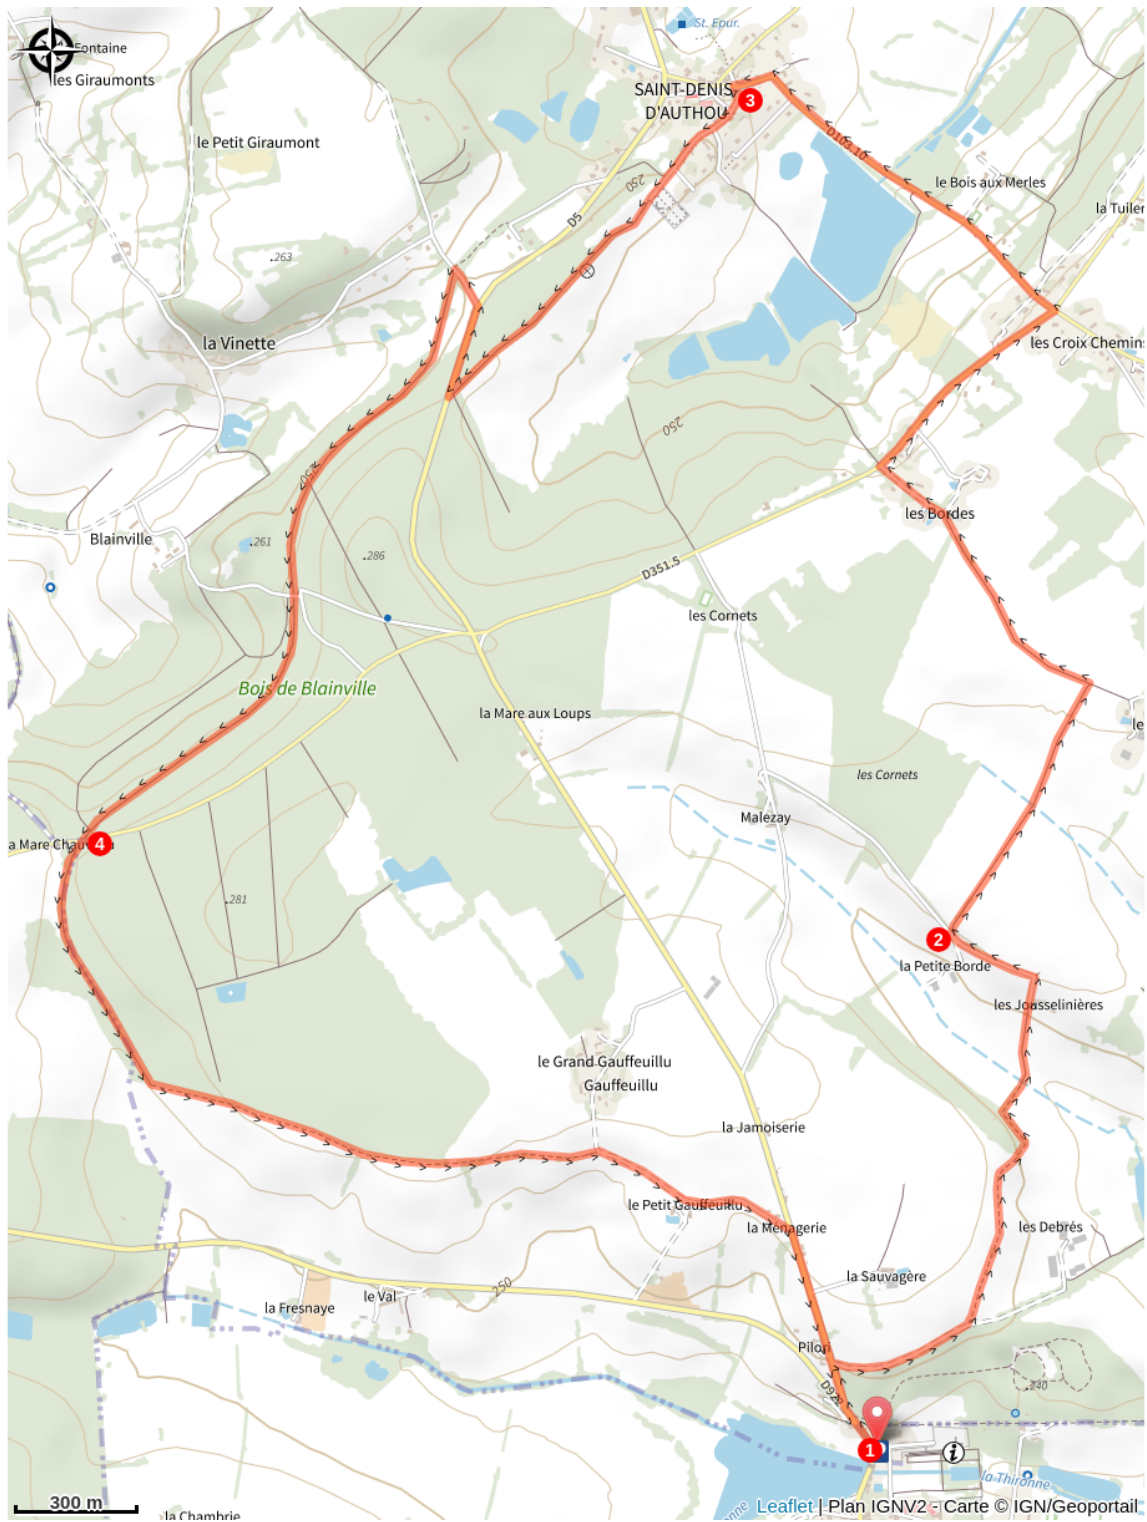 St. Epur.
Fontaine
les Giraumonts
SAINT-DENIS
D'AUTHOU
3
D103.10
le Petit Giraumont
le Bois aux Merles
250
D5
.263
la Vinette
les Croix Chemins
250
250
les Bordes
Blainville
.261
.286
D351.5
les Cornets
Bois de Blainville
la Mare aux Loups
les Cornets
Malezay
4
.281
2
la Petite Borde
les Jousselinières
le Grand Gauffeuillu
Gauffeuillu
la Jamoiserie
le Petit Gauffeuillu
la Ménagerie
les Debrés
la Sauvagère
250
le Val
la Fresnaye
Pilori
.240
1
i
la Thironne
300 m
la Chambrie
Leaflet | Plan IGNV2 - Carte © IGN/Geoportail